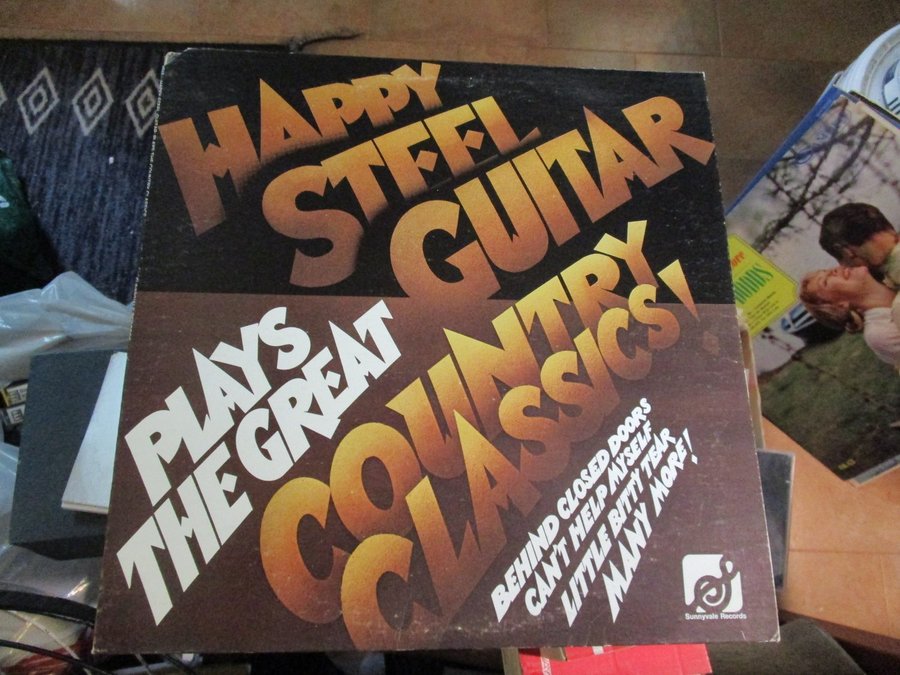 HAPPY
STEEL
GUITAR
PLAYS
THE GREAT
COUNTRY
CLASSICS!
BEHIND CLOSED DOORS
CAN'T HELP MYSELF
LITTLE BITTY TEAR
MANY MORE!
Sunnyvale Records